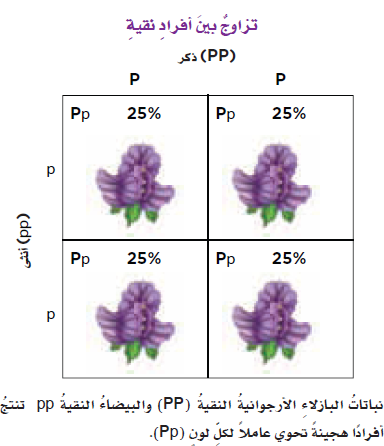 تزاوجٌ بينَ أفرادٍ نقيةٍ
ذكر (PP)
P P
Pp 25% Pp 25%
p
أنثى (pp)
Pp 25% Pp 25%
p
نباتاتُ البازلاءِ الأرجوانيةُ النقيةُ (PP) والبيضاءُ النقيةُ pp تنتجُ
أفرادًا هجينةً تحوي عاملاً لكلِّ لونٍ (Pp).